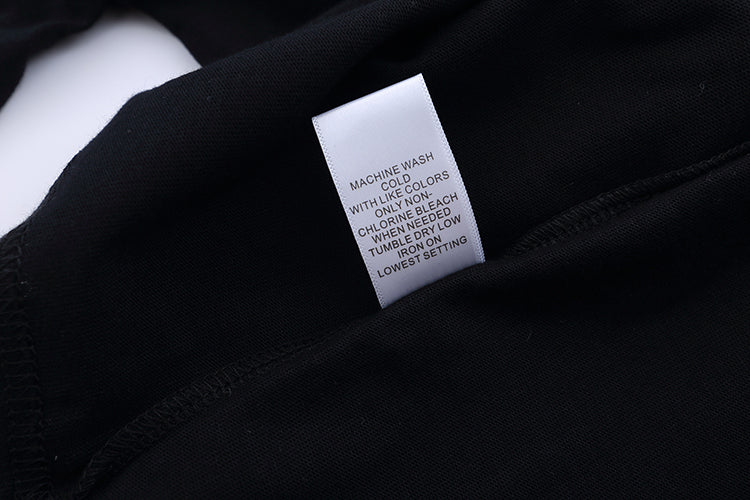 MACHINE WASH
COLD
WITH LIKE COLORS
ONLY NON-
CHLORINE BLEACH
WHEN NEEDED
TUMBLE DRY LOW
IRON ON
LOWEST SETTING